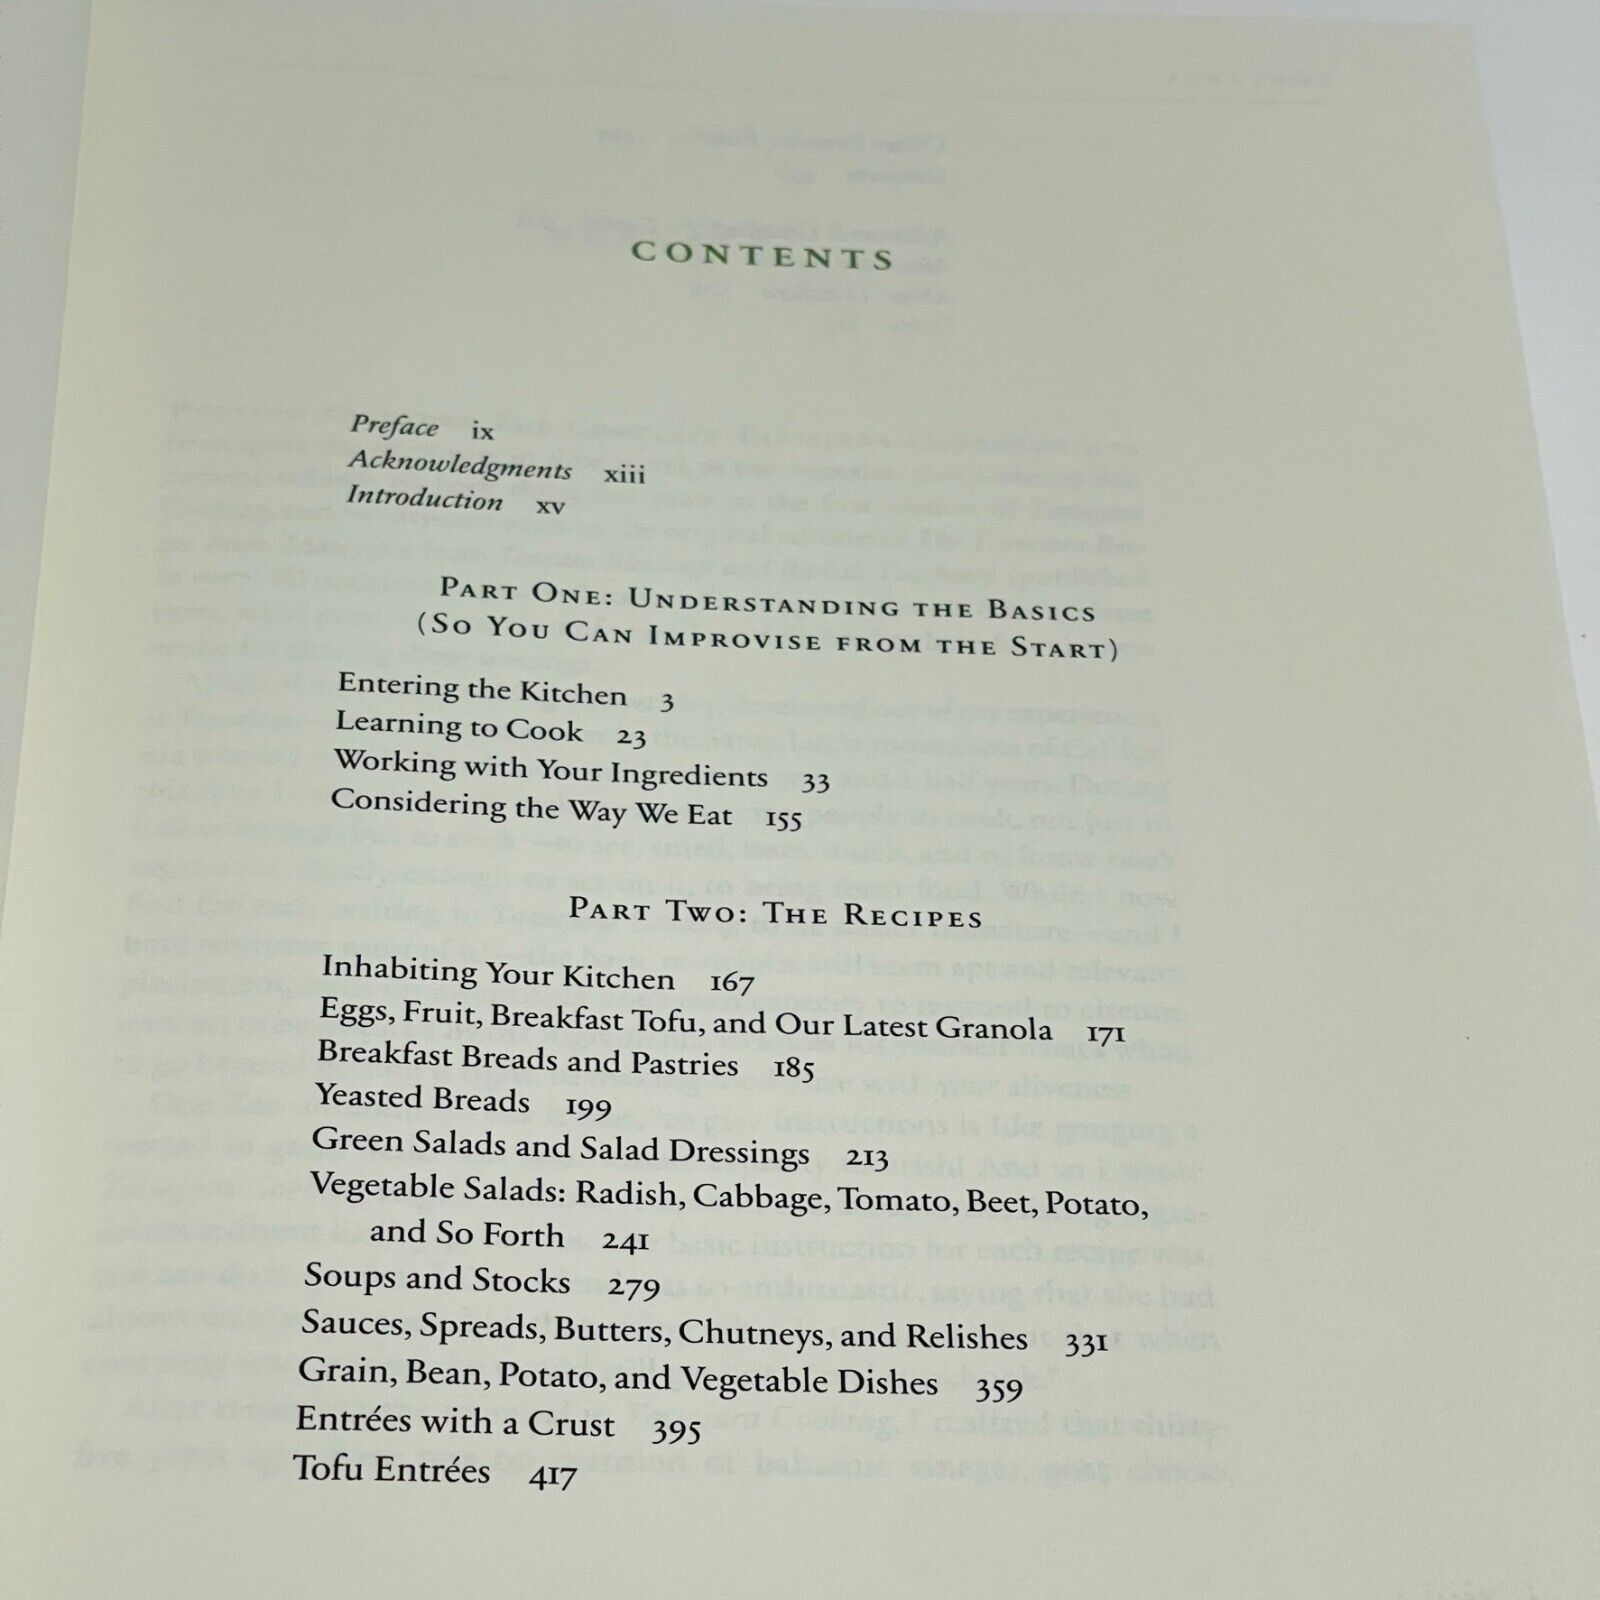 CONTENTS
Preface ix
Acknowledgments xiii
Introduction xv
PART ONE: UNDERSTANDING THE BASICS
(SO YOU CAN IMPROVISE FROM THE START)
Entering the Kitchen 3
Learning to Cook 23
Working with Your Ingredients 33
Considering the Way We Eat 155
PART TWO: THE RECIPES
Inhabiting Your Kitchen 167
Eggs, Fruit, Breakfast Tofu, and Our Latest Granola 171
Breakfast Breads and Pastries 185
Yeasted Breads 199
Green Salads and Salad Dressings 213
Vegetable Salads: Radish, Cabbage, Tomato, Beet, Potato,
and So Forth 241
Soups and Stocks 279
Sauces, Spreads, Butters, Chutneys, and Relishes 331
Grain, Bean, Potato, and Vegetable Dishes 359
Entrées with a Crust 395
Tofu Entrées 417